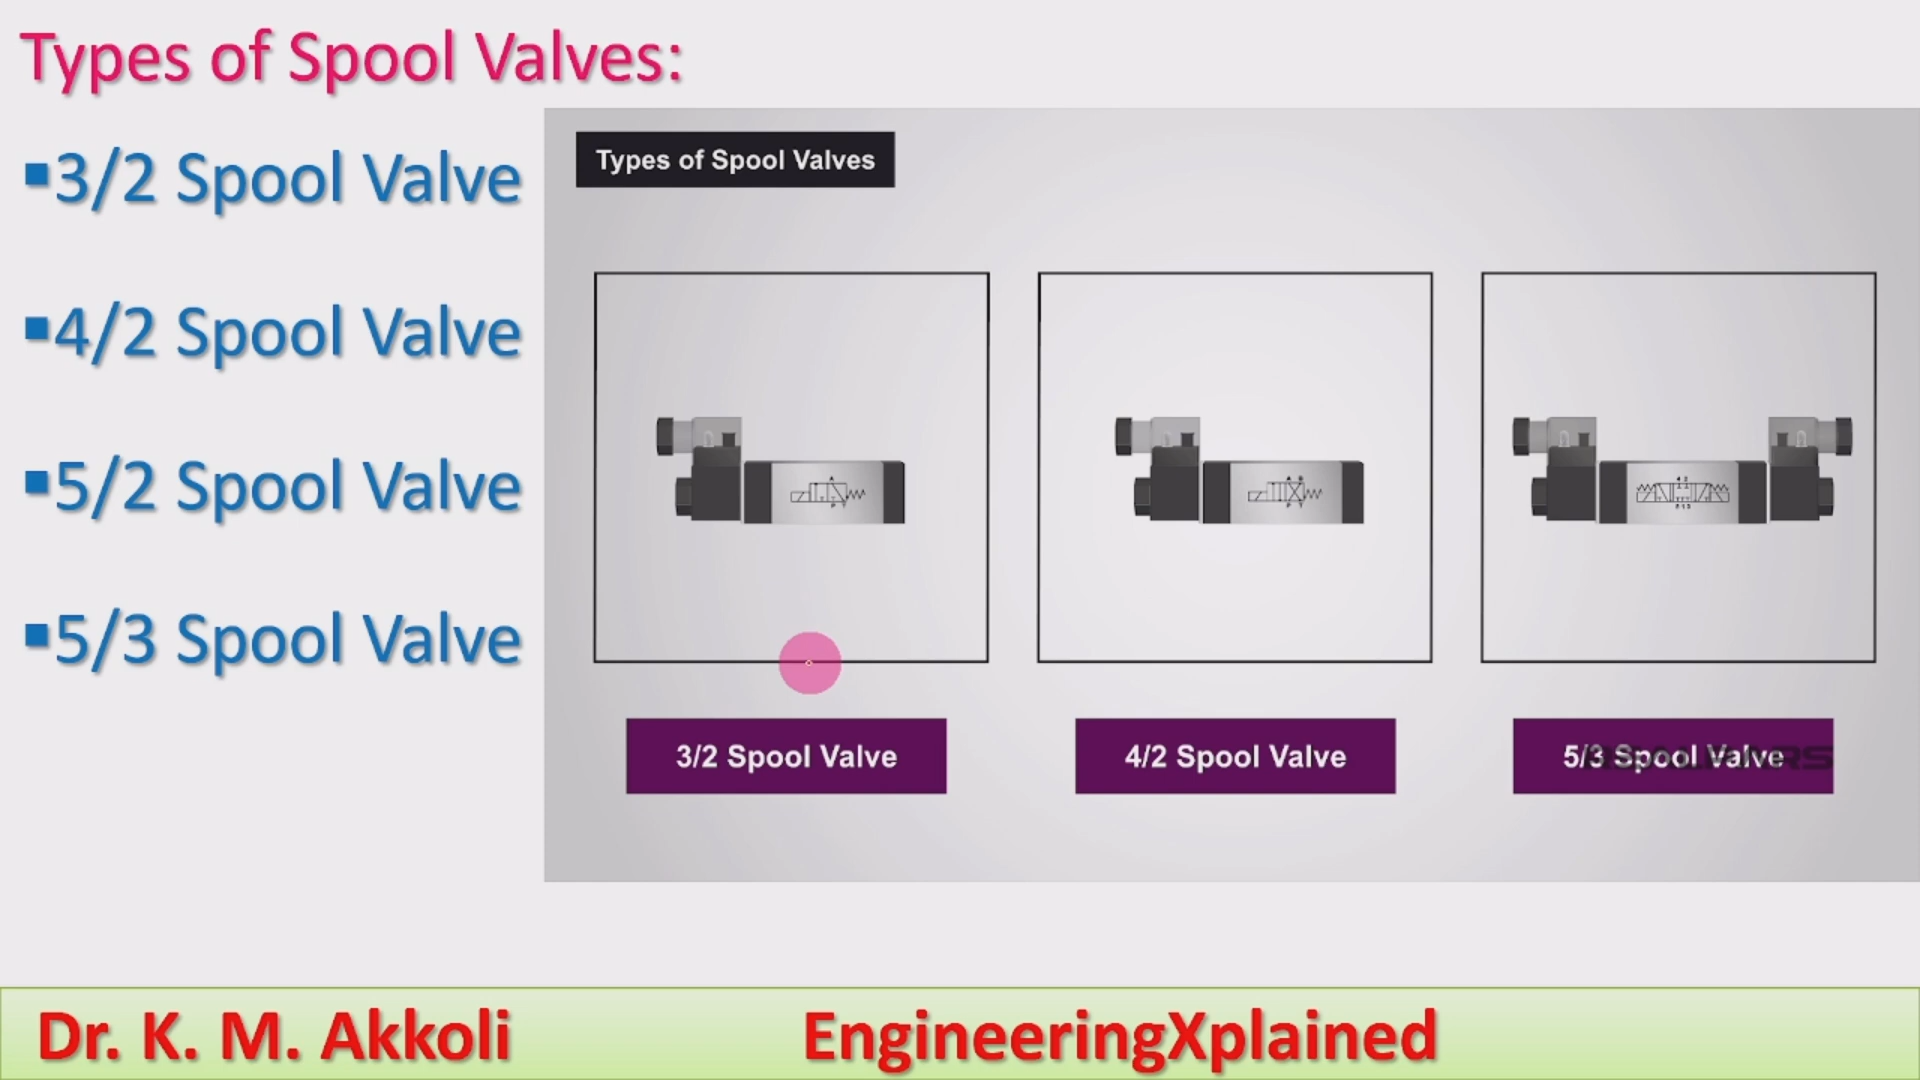 Types of Spool Valves:
▪3/2 Spool Valve
▪4/2 Spool Valve
▪5/2 Spool Valve
▪5/3 Spool Valve
Types of Spool Valves
3/2 Spool Valve
4/2 Spool Valve
5/3 Spool Valve
Dr. K. M. Akkoli
EngineeringXplained